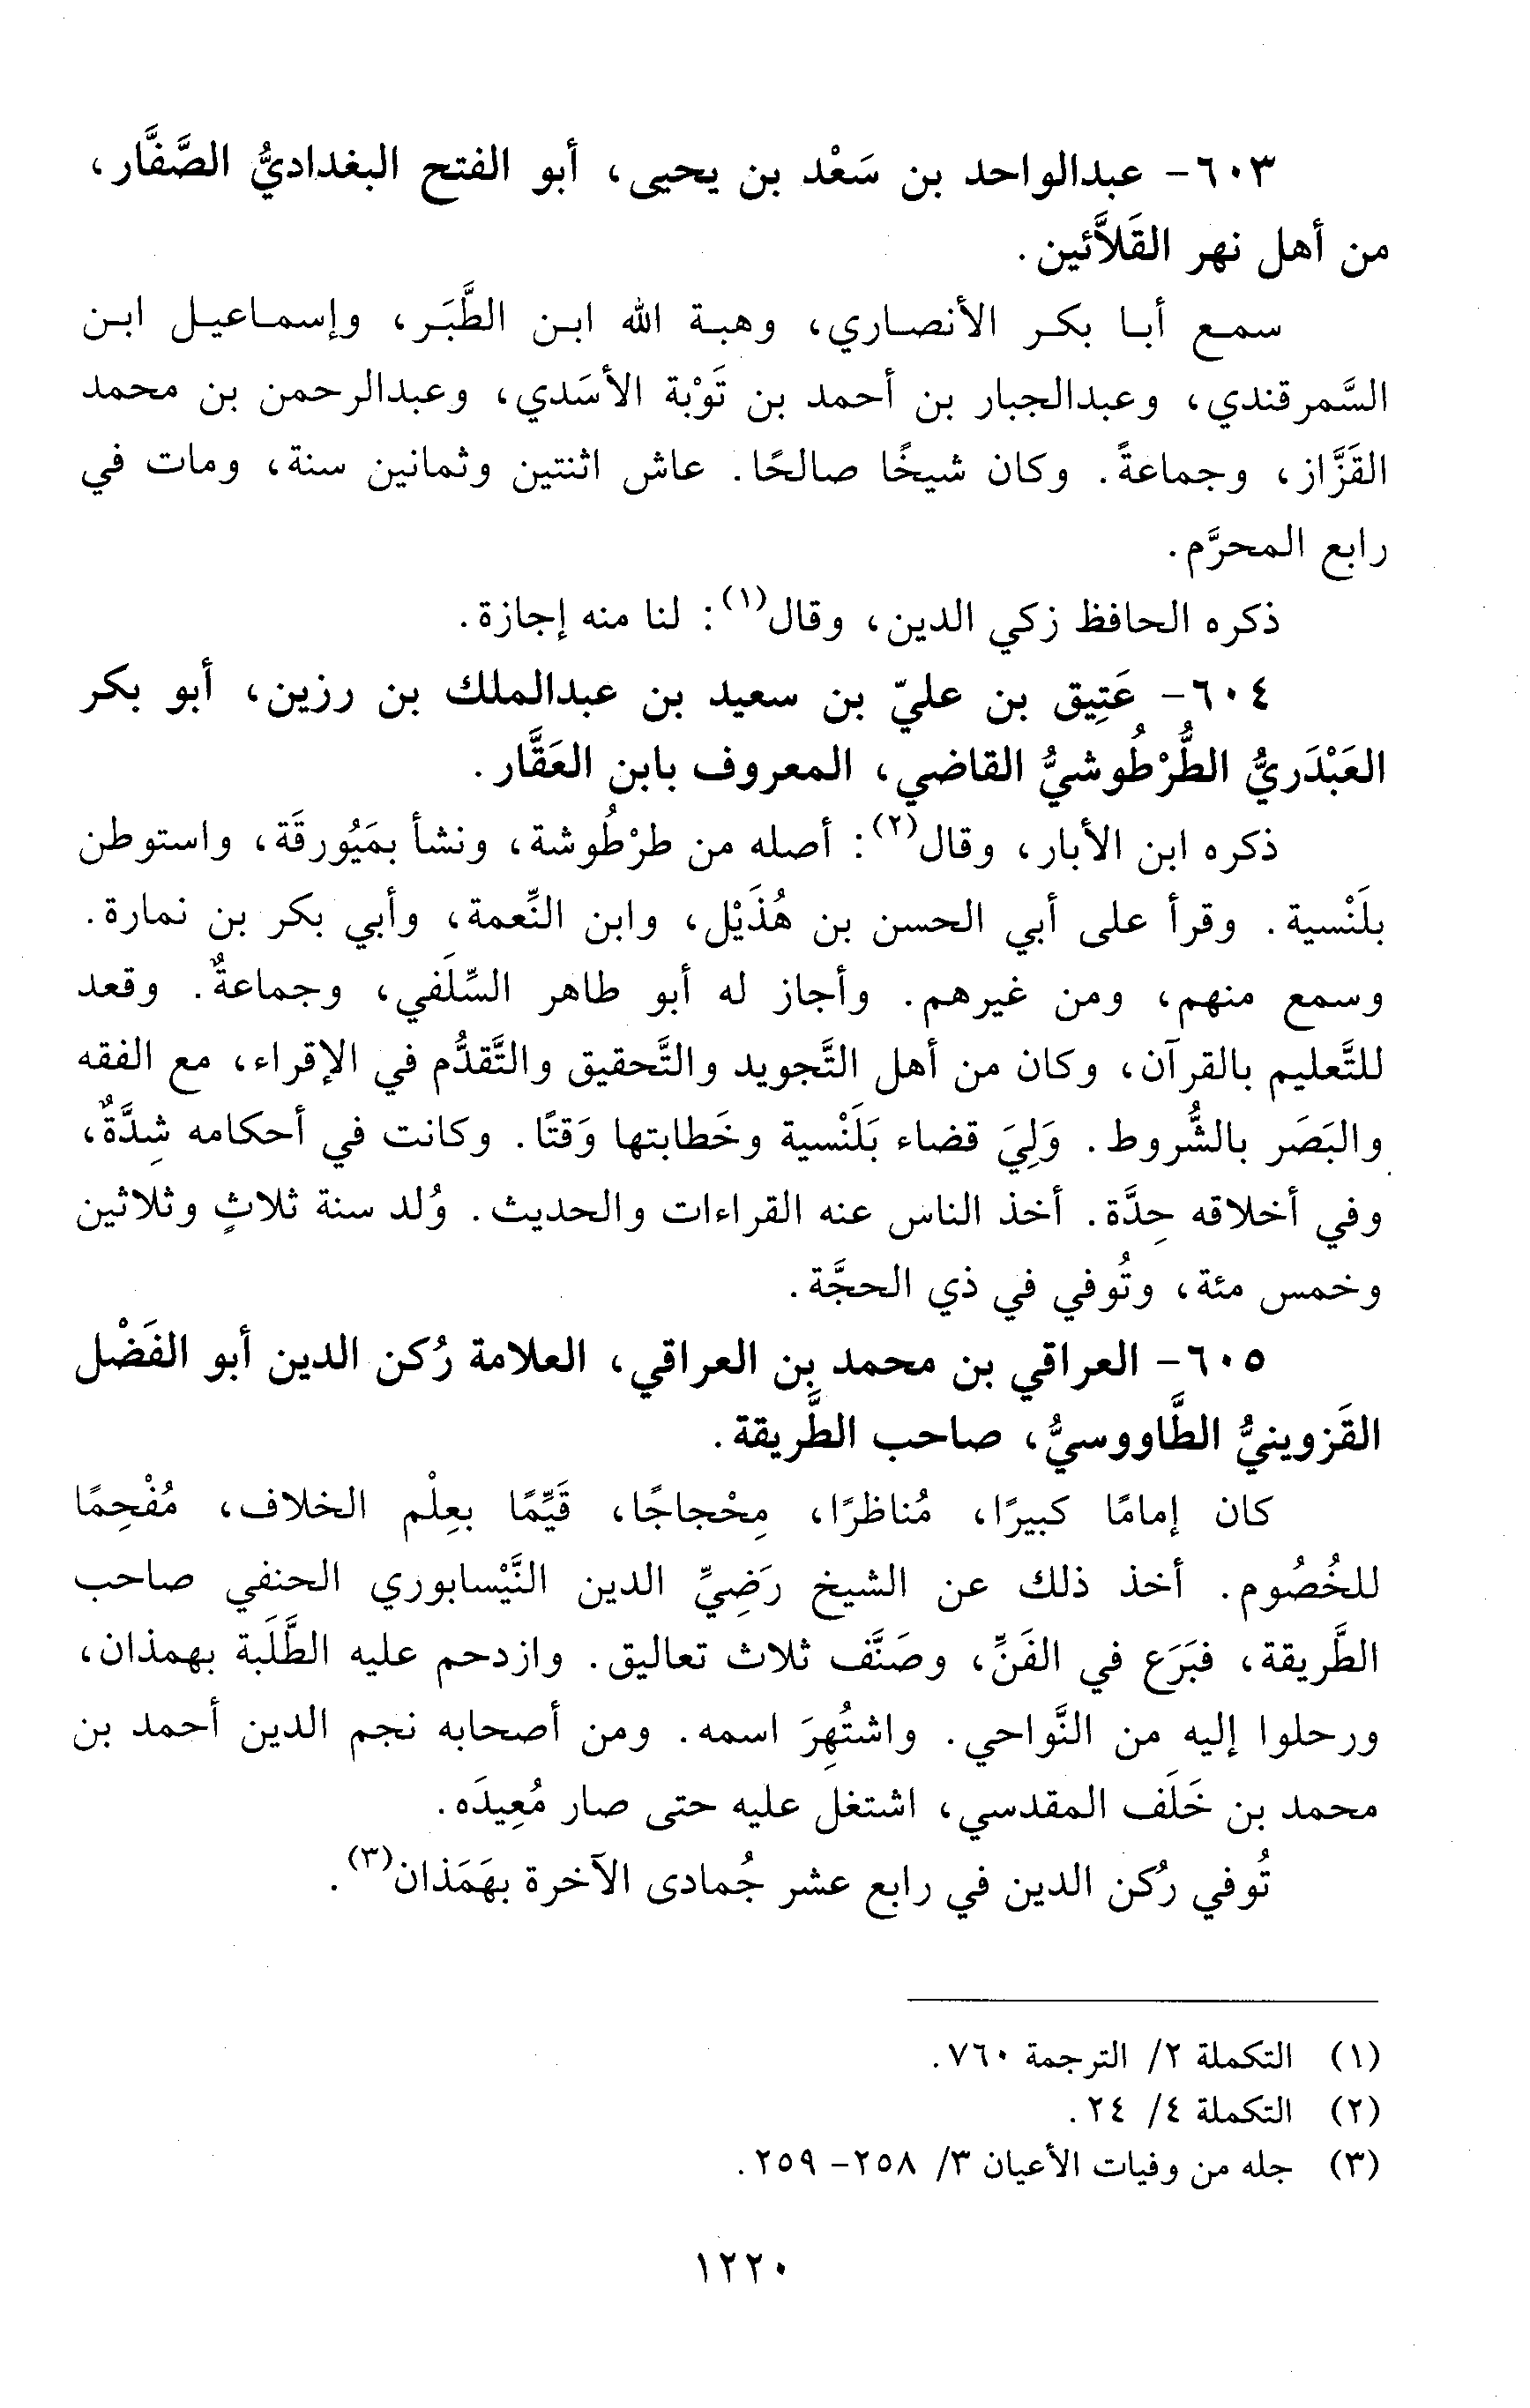 ٦٠٣- عبدالواحد بن سَعْد بن يحيى، أبو الفتح البغداديُّ الصَّفَّار،
من أهل نهر القَلاَّئين.
سمع أبا بكر الأنصاري، وهبة الله ابن الطَّبَر، وإسماعيل ابن
السَّمرقندي، وعبدالجبار بن أحمد بن تَوْبة الأسَدي، وعبدالرحمن بن محمد
القَزَّاز، وجماعةً. وكان شيخًا صالحًا. عاش اثنتين وثمانين سنة، ومات في
رابع المحرَّم.
ذكره الحافظ زكي الدين، وقال(١): لنا منه إجازة.
٦٠٤- عَتِيق بن عليّ بن سعيد بن عبدالملك بن رزين، أبو بكر
العَبْدَريُّ الطُّرْطُوشيُّ القاضي، المعروف بابن العَقَّار.
ذكره ابن الأبار، وقال(٢): أصله من طرْطُوشة، ونشأ بمَيُورقَة، واستوطن
بلَنْسية. وقرأ على أبي الحسن بن هُذَيْل، وابن النِّعمة، وأبي بكر بن نمارة.
وسمع منهم، ومن غيرهم. وأجاز له أبو طاهر السِّلَفي، وجماعةٌ. وقعد
للتَّعليم بالقرآن، وكان من أهل التَّجويد والتَّحقيق والتَّقدُّم في الإقراء، مع الفقه
والبَصَر بالشُّروط. وَلِيَ قضاء بَلَنْسية وخَطابتها وَقتًا. وكانت في أحكامه شِدَّةٌ،
وفي أخلاقه حِدَّة. أخذ الناس عنه القراءات والحديث. وُلد سنة ثلاثٍ وثلاثين
وخمس مئة، وتُوفي في ذي الحجَّة.
٦٠٥- العراقي بن محمد بن العراقي، العلامة رُكن الدين أبو الفَضْل
القَزوينيُّ الطَّاووسيُّ، صاحب الطَّريقة.
كان إمامًا كبيرًا، مُناظرًا، مِحْجاجًا، قَيِّمًا بعِلْم الخلاف، مُفْحِمًا
للخُصُوم. أخذ ذلك عن الشيخ رَضِيِّ الدين النَّيْسابوري الحنفي صاحب
الطَّريقة، فبَرَع في الفَنِّ، وصَنَّف ثلاث تعاليق. وازدحم عليه الطَّلَبة بهمذان،
ورحلوا إليه من النَّواحي. واشتُهِرَ اسمه. ومن أصحابه نجم الدين أحمد بن
محمد بن خَلَف المقدسي، اشتغل عليه حتى صار مُعِيدَه.
تُوفي رُكن الدين في رابع عشر جُمادى الآخرة بهَمَذان(٣).
(١) التكملة ٢/ الترجمة ٧٦٠.
(٢) التكملة ٤/ ٢٤.
(٣) جله من وفيات الأعيان ٣/ ٢٥٨- ٢٥٩.
١٢٢٠